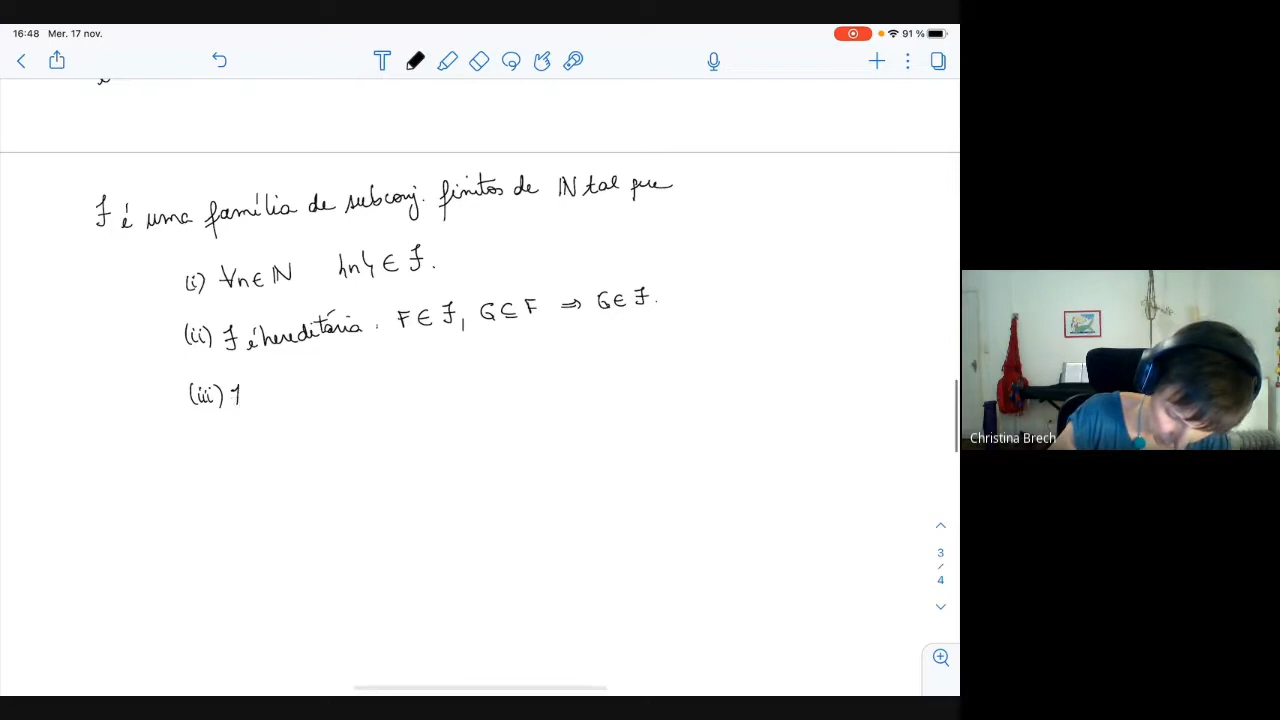 16:48 Mer. 17 nov.
91 %
T
ℱ é uma família de subconj. finitos de ℕ tal que
(i) ∀n∈ℕ {n} ∈ ℱ.
(ii) ℱ é hereditária. F ∈ ℱ, G ⊆ F ⇒ G ∈ ℱ.
(iii)
Christina Brech
3
/
4